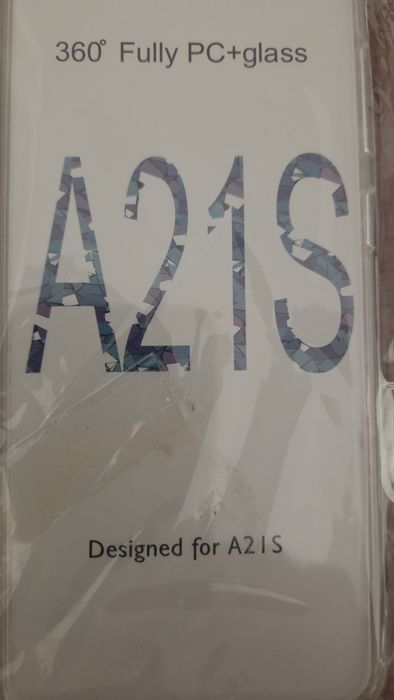 360° Fully PC+glass
A21S
Designed for A21S